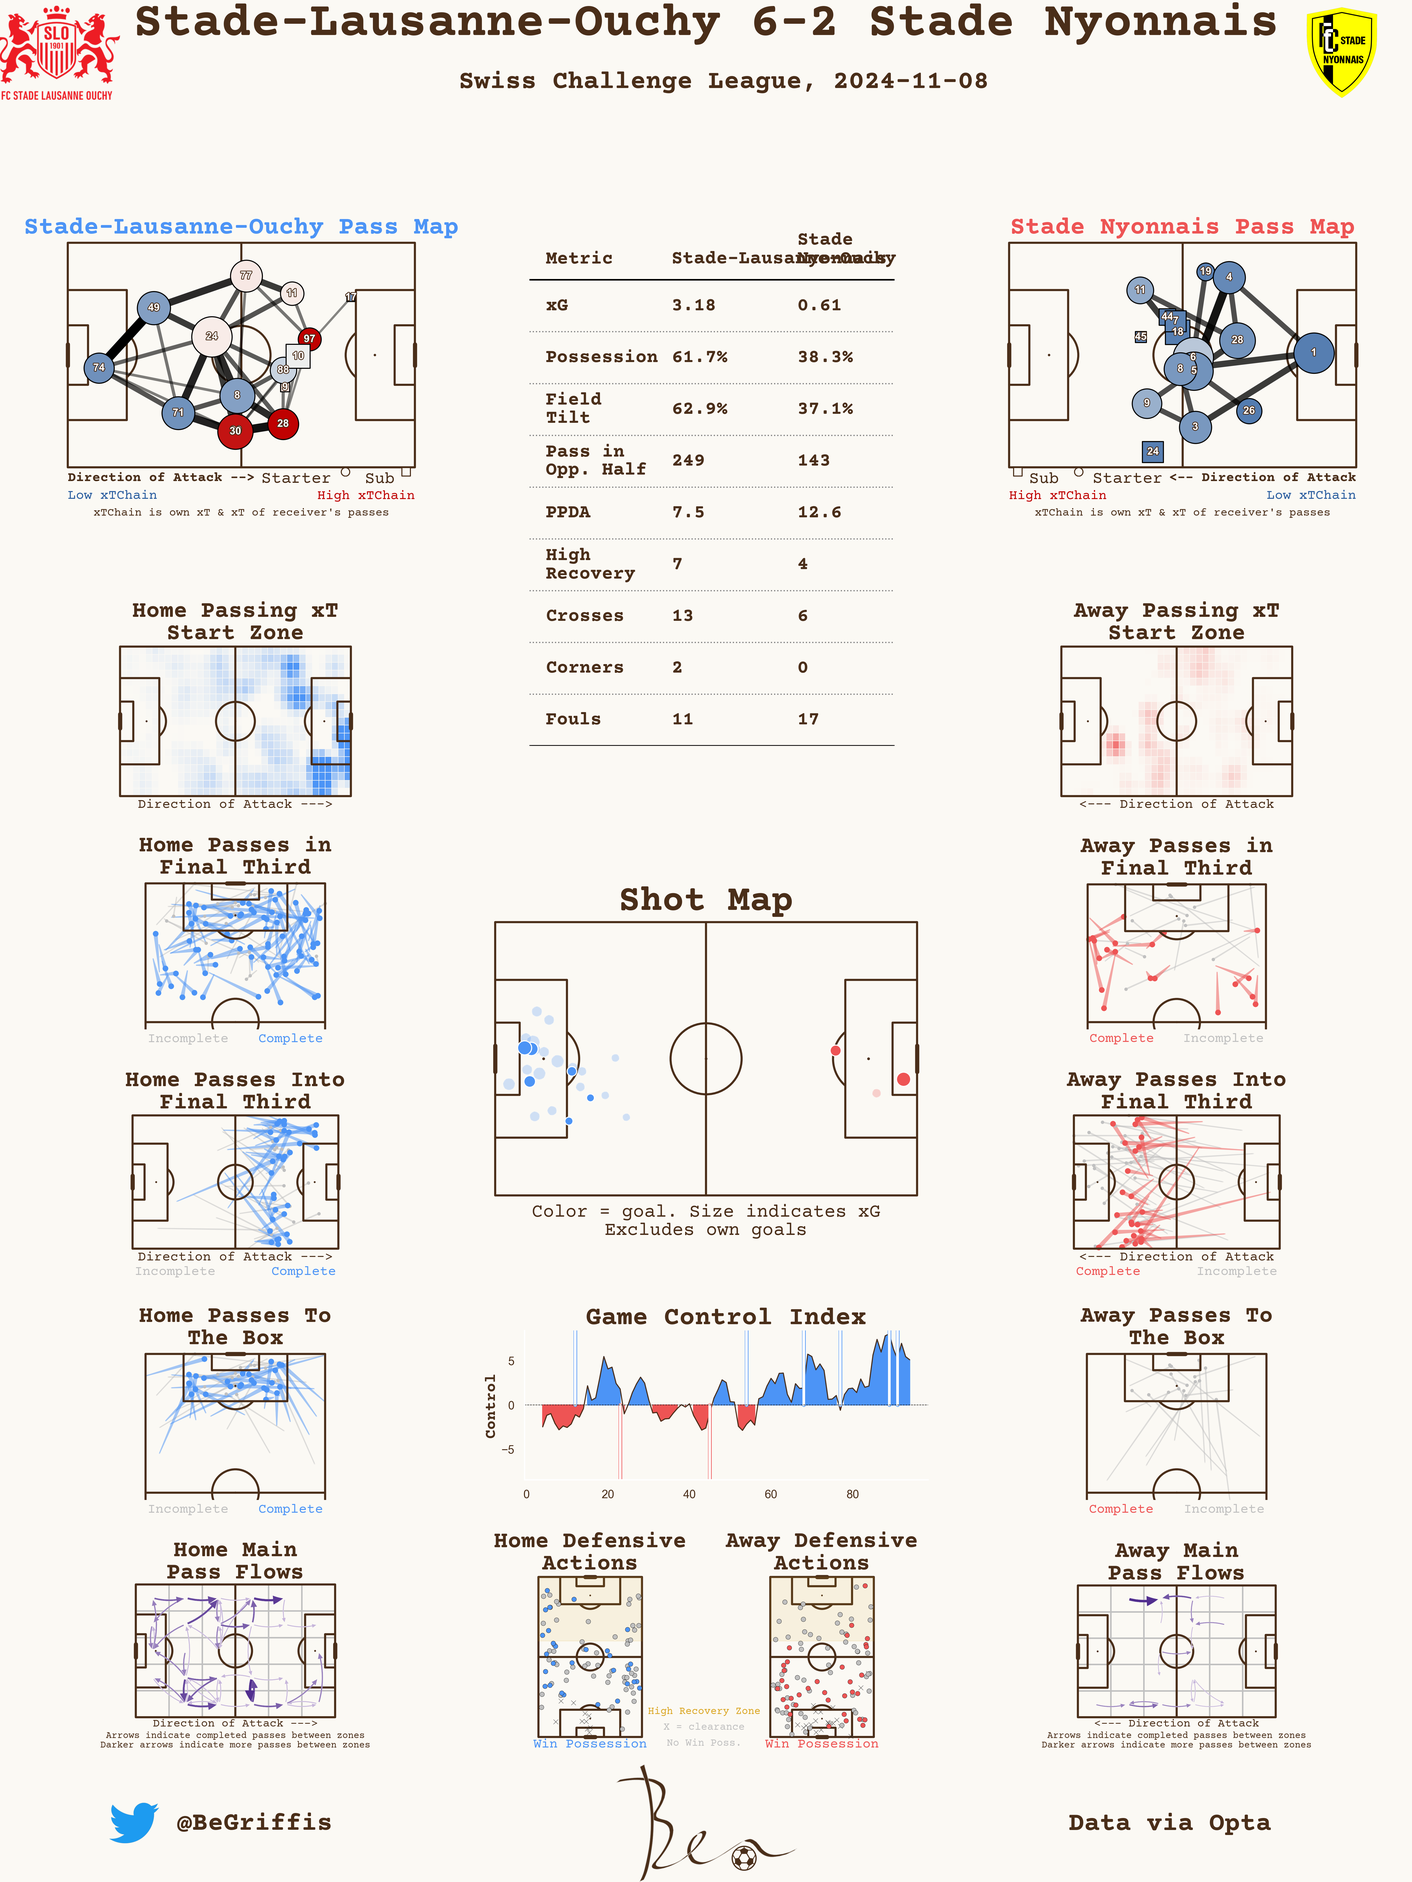 Stade-Lausanne-Ouchy 6-2 Stade Nyonnais
Swiss Challenge League, 2024-11-08
SLO
1901
FC STADE LAUSANNE OUCHY
STADE
NYONNAIS
Stade-Lausanne-Ouchy Pass Map
77
11
17
49
24
97
10
74
88
9
8
71
30
28
Direction of Attack --> Starter Sub
Low xTChain High xTChain
xTChain is own xT & xT of receiver's passes
Metric Stade-Lausanne-Ouchy Stade Nyonnais
xG 3.18 0.61
Possession 61.7% 38.3%
Field
Tilt 62.9% 37.1%
Pass in
Opp. Half 249 143
PPDA 7.5 12.6
High
Recovery 7 4
Crosses 13 6
Corners 2 0
Fouls 11 17
Stade Nyonnais Pass Map
19
4
11
44
7
18
45
28
6
1
8
5
9
26
3
24
Sub Starter <-- Direction of Attack
High xTChain Low xTChain
xTChain is own xT & xT of receiver's passes
Home Passing xT
Start Zone
Direction of Attack --->
Away Passing xT
Start Zone
<--- Direction of Attack
Home Passes in
Final Third
Incomplete Complete
Away Passes in
Final Third
Complete Incomplete
Shot Map
Color = goal. Size indicates xG
Excludes own goals
Home Passes Into
Final Third
Direction of Attack --->
Incomplete Complete
Away Passes Into
Final Third
<--- Direction of Attack
Complete Incomplete
Home Passes To
The Box
Incomplete Complete
Game Control Index
Control
5
0
−5
0 20 40 60 80
Away Passes To
The Box
Complete Incomplete
Home Main
Pass Flows
Direction of Attack --->
Arrows indicate completed passes between zones
Darker arrows indicate more passes between zones
Home Defensive
Actions
Win Possession
High Recovery Zone
X = clearance
No Win Poss.
Away Defensive
Actions
Win Possession
Away Main
Pass Flows
<--- Direction of Attack
Arrows indicate completed passes between zones
Darker arrows indicate more passes between zones
@BeGriffis
Data via Opta